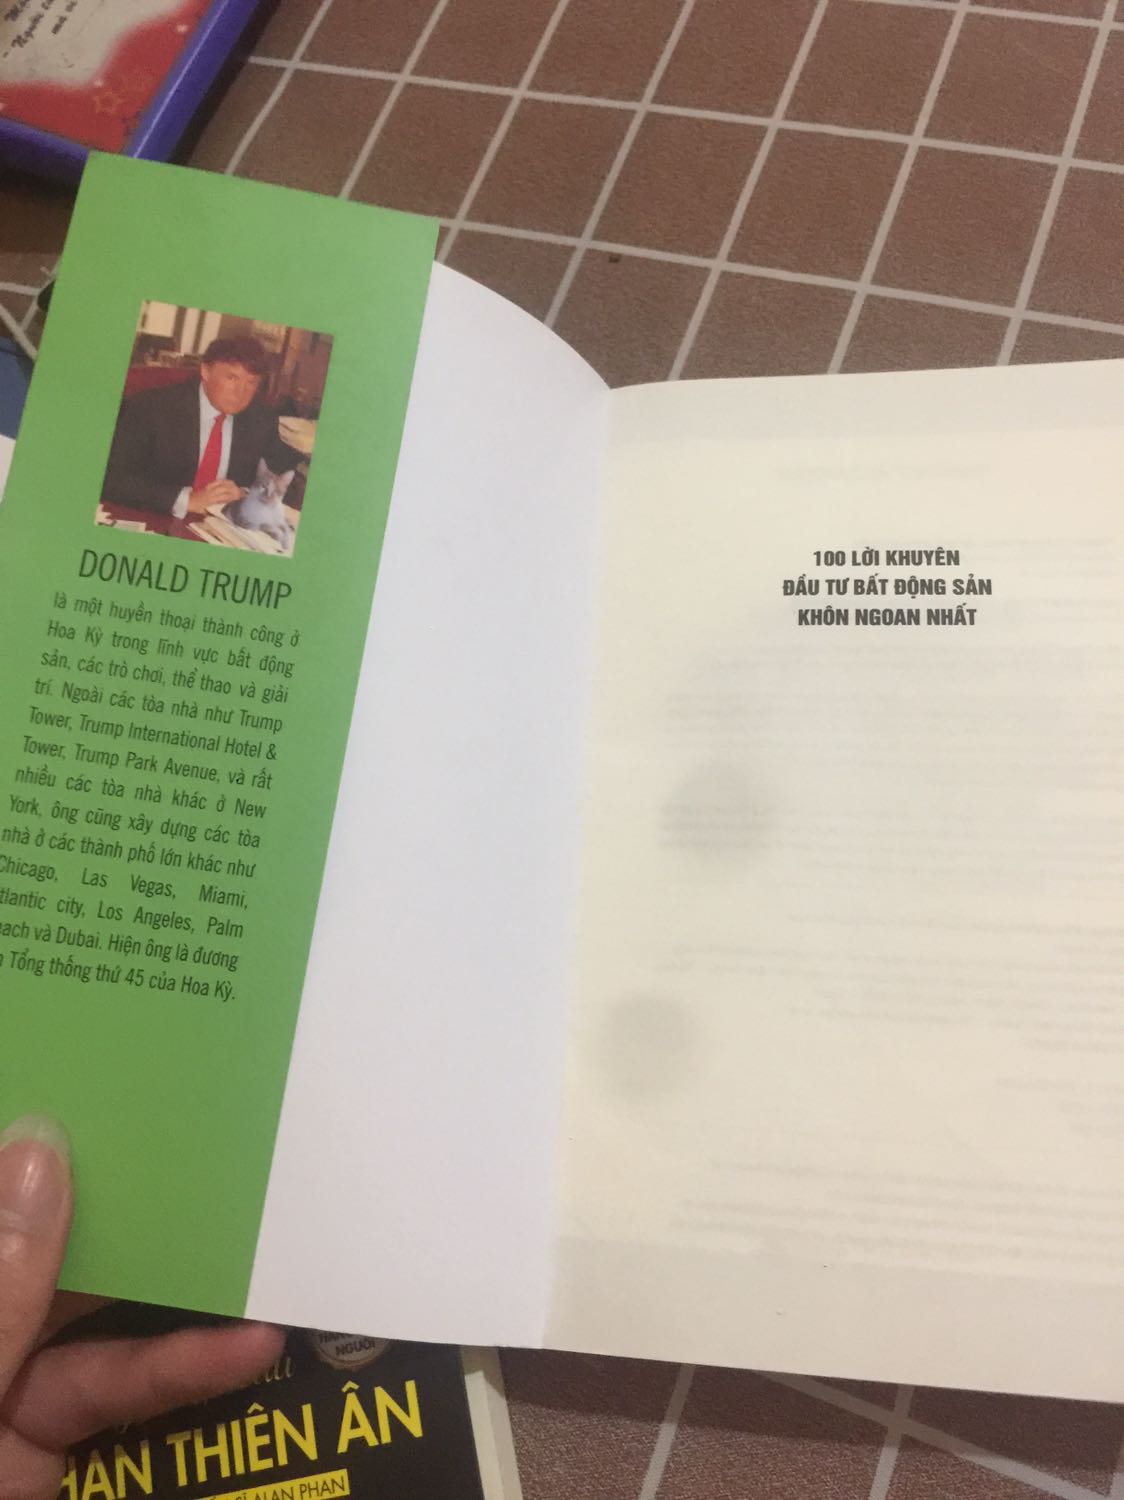 DONALD TRUMP
là một huyền thoại thành công ở
Hoa Kỳ trong lĩnh vực bất động
sản, các trò chơi, thể thao và giải
trí. Ngoài các tòa nhà như Trump
Tower, Trump International Hotel &
Tower, Trump Park Avenue, và rất
nhiều các tòa nhà khác ở New
York, ông cũng xây dựng các tòa
nhà ở các thành phố lớn khác như
Chicago, Las Vegas, Miami,
tlantic city, Los Angeles, Palm
each và Dubai. Hiện ông là đương
Tổng thống thứ 45 của Hoa Kỳ.
100 LỜI KHUYÊN
ĐẦU TƯ BẤT ĐỘNG SẢN
KHÔN NGOAN NHẤT
NGƯỜI
HAN THIÊN ÂN
SĨ ALAN PHAN